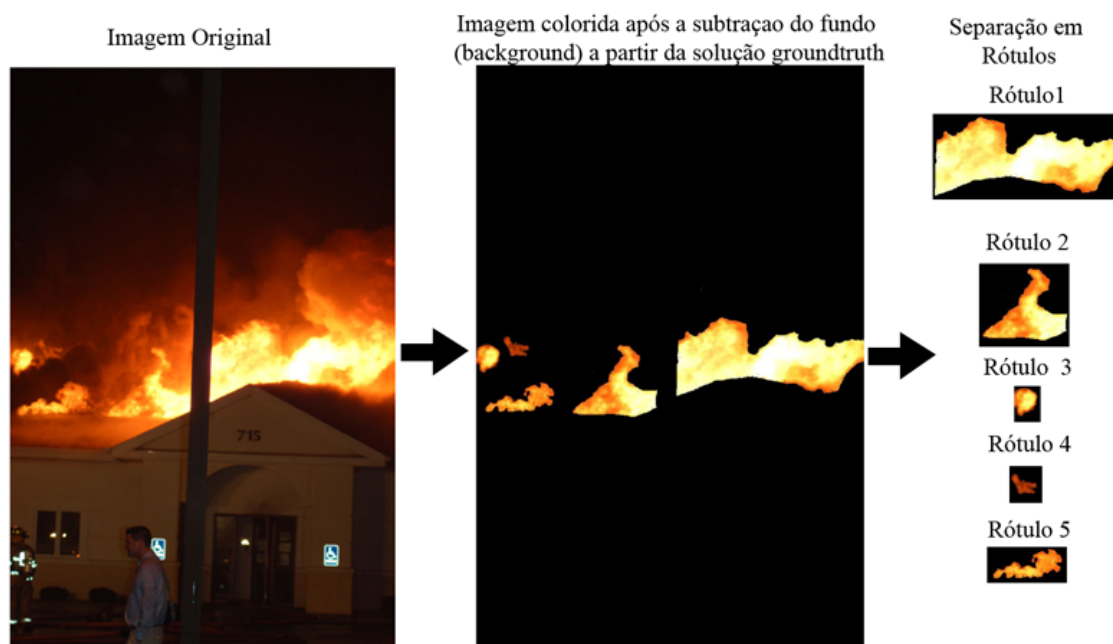 Imagem Original
Imagem colorida após a subtraçao do fundo
(background) a partir da solução groundtruth
Separação em
Rótulos
Rótulo1
Rótulo 2
Rótulo 3
Rótulo 4
Rótulo 5
715